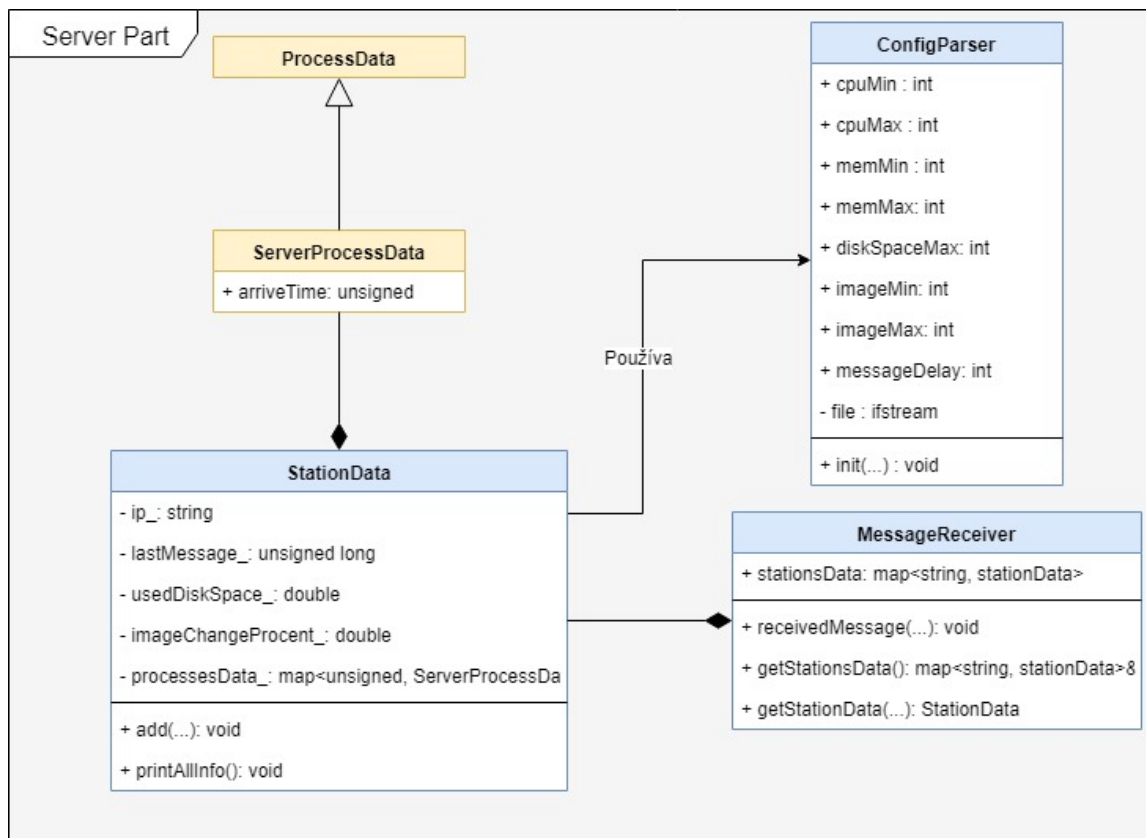 Server Part
ProcessData
ServerProcessData
+ arriveTime: unsigned
ConfigParser
+ cpuMin : int
+ cpuMax : int
+ memMin : int
+ memMax: int
+ diskSpaceMax: int
+ imageMin: int
+ imageMax: int
+ messageDelay: int
- file : ifstream
+ init(...) : void
Používa
StationData
- ip_: string
- lastMessage_: unsigned long
- usedDiskSpace_: double
- imageChangeProcent_: double
- processesData_: map<unsigned, ServerProcessDa
+ add(...): void
+ printAllInfo(): void
MessageReceiver
+ stationsData: map<string, stationData>
+ receivedMessage(...): void
+ getStationsData(): map<string, stationData>&
+ getStationData(...): StationData